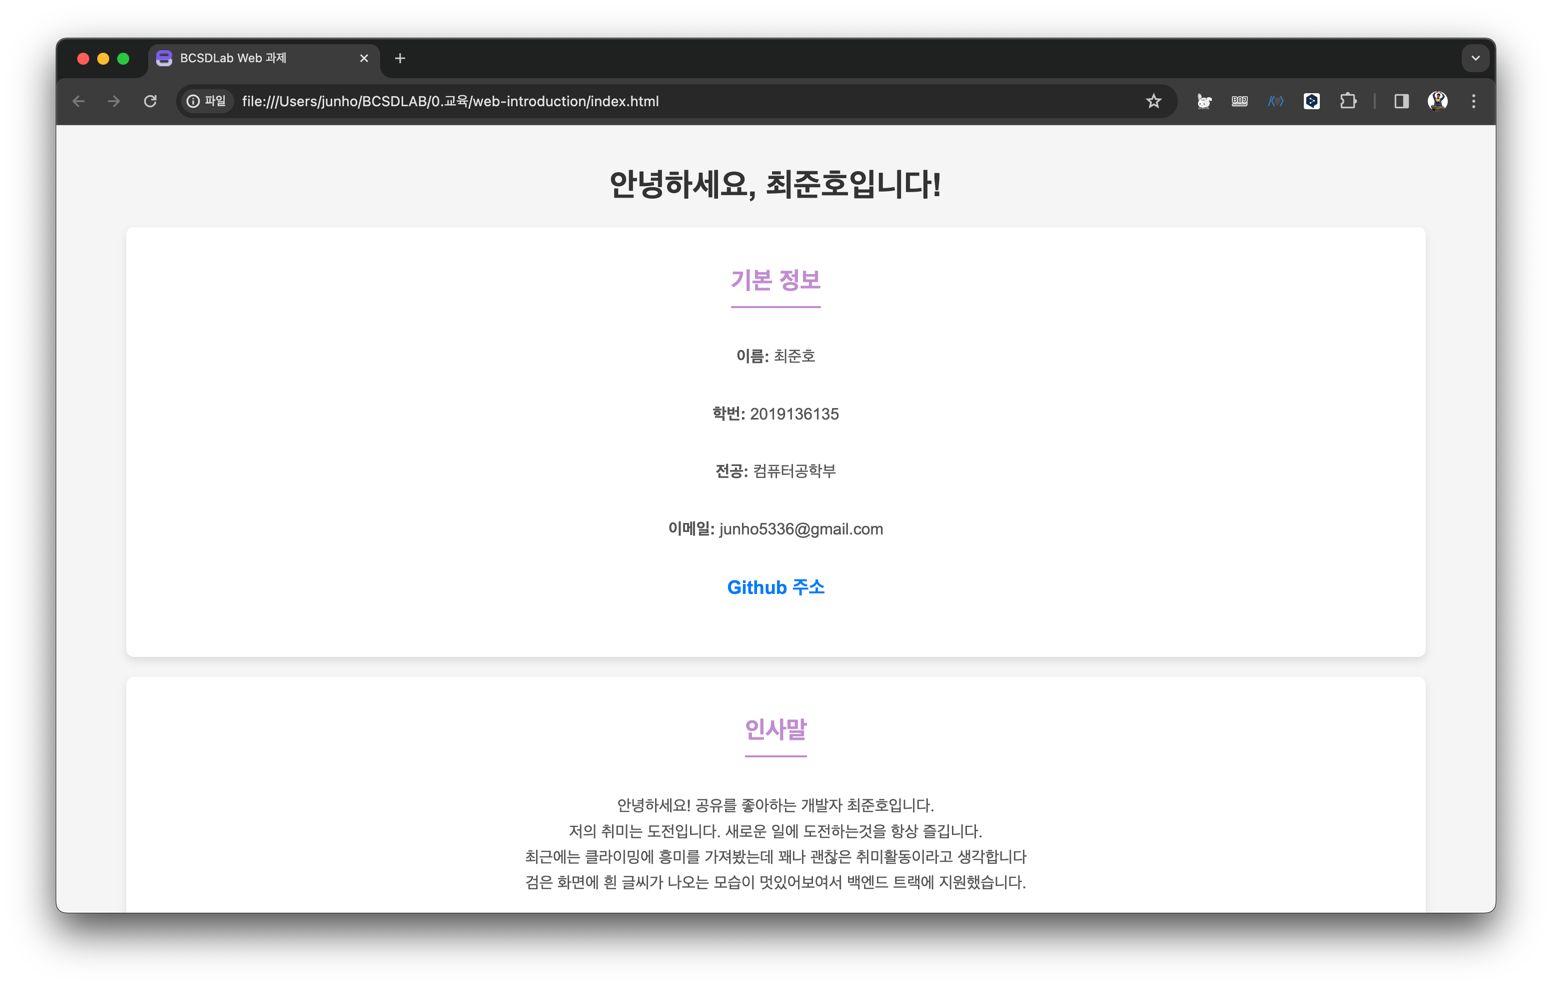 BCSDLab Web 과제
파일
file:///Users/junho/BCSDLAB/0.교육/web-introduction/index.html
안녕하세요, 최준호입니다!
기본 정보
이름: 최준호
학번: 2019136135
전공: 컴퓨터공학부
이메일: junho5336@gmail.com
Github 주소
인사말
안녕하세요! 공유를 좋아하는 개발자 최준호입니다.
저의 취미는 도전입니다. 새로운 일에 도전하는것을 항상 즐깁니다.
최근에는 클라이밍에 흥미를 가져봤는데 꽤나 괜찮은 취미활동이라고 생각합니다
검은 화면에 흰 글씨가 나오는 모습이 멋있어보여서 백엔드 트랙에 지원했습니다.